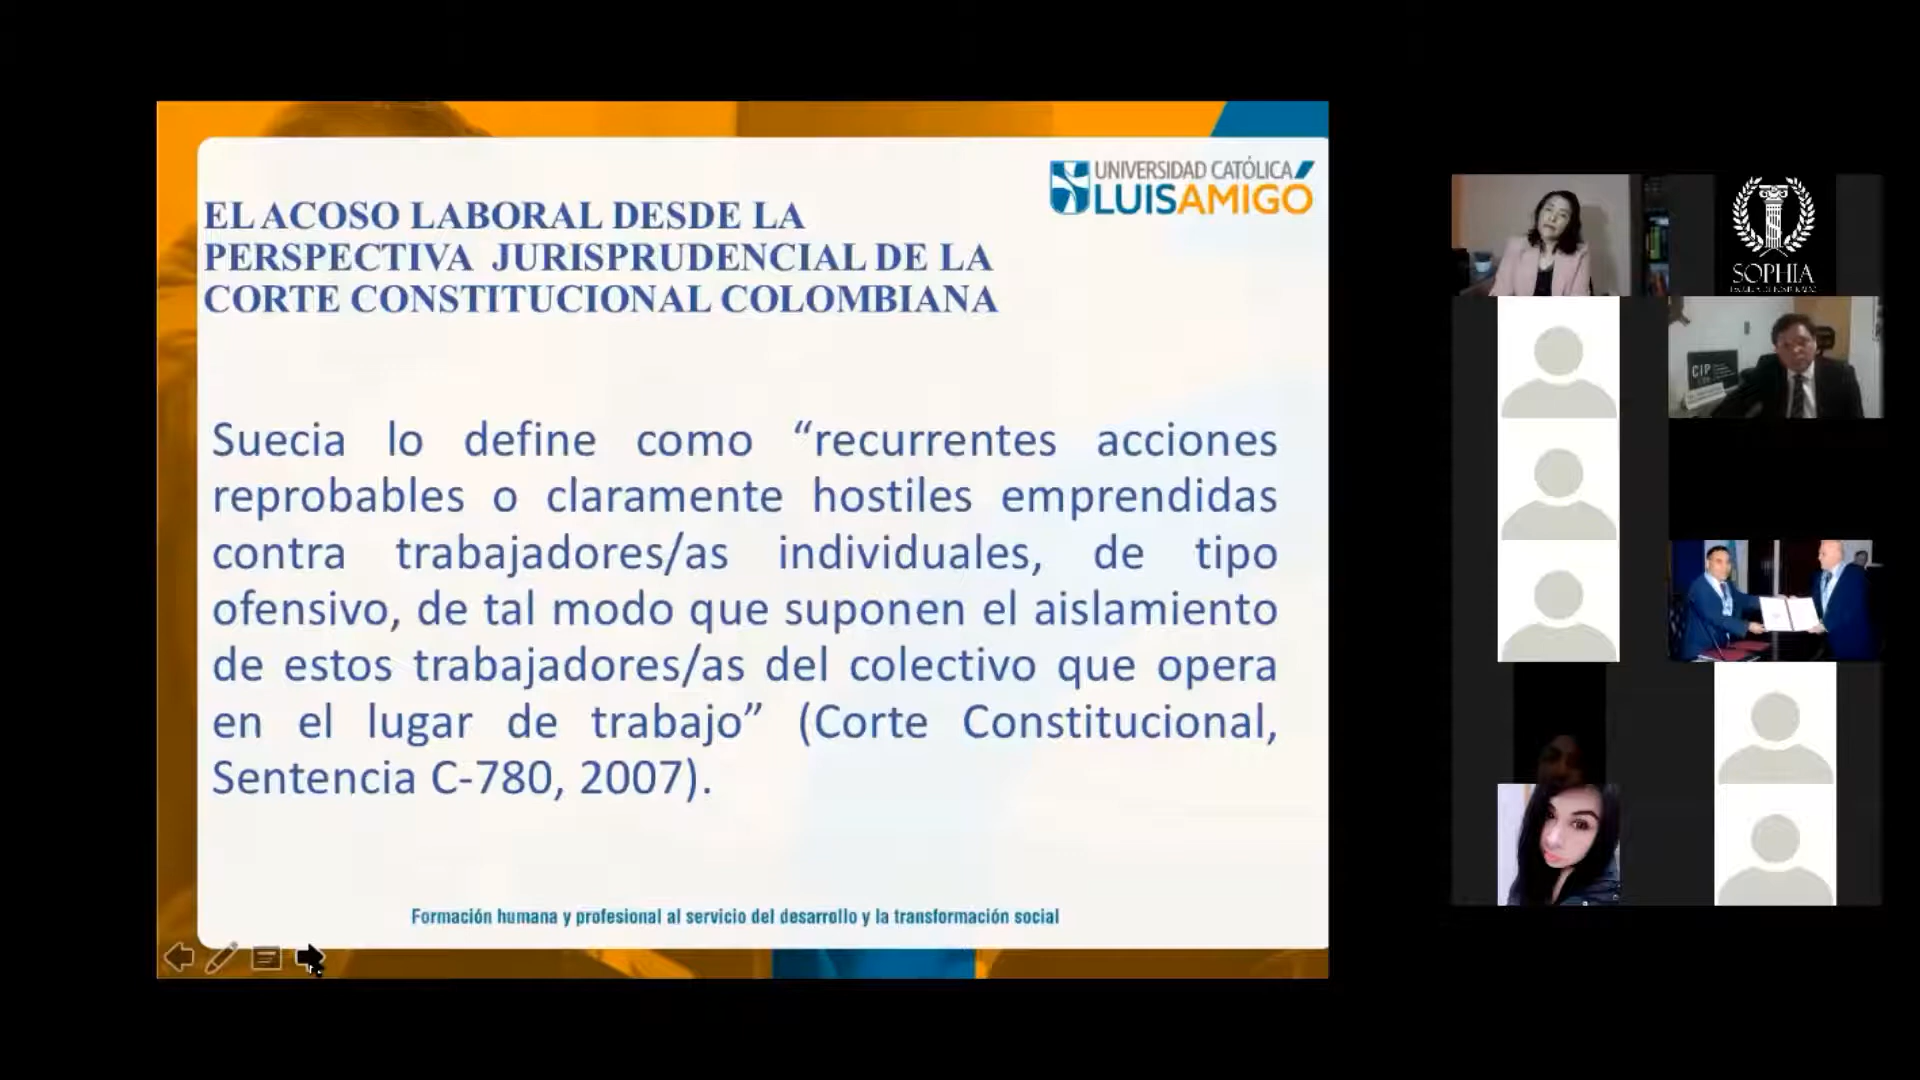 UNIVERSIDAD CATÓLICA
LUISAMIGÓ
EL ACOSO LABORAL DESDE LA
PERSPECTIVA JURISPRUDENCIAL DE LA
CORTE CONSTITUCIONAL COLOMBIANA
Suecia lo define como “recurrentes acciones
reprobables o claramente hostiles emprendidas
contra trabajadores/as individuales, de tipo
ofensivo, de tal modo que suponen el aislamiento
de estos trabajadores/as del colectivo que opera
en el lugar de trabajo” (Corte Constitucional,
Sentencia C-780, 2007).
Formación humana y profesional al servicio del desarrollo y la transformación social
SOPHIA
CIP